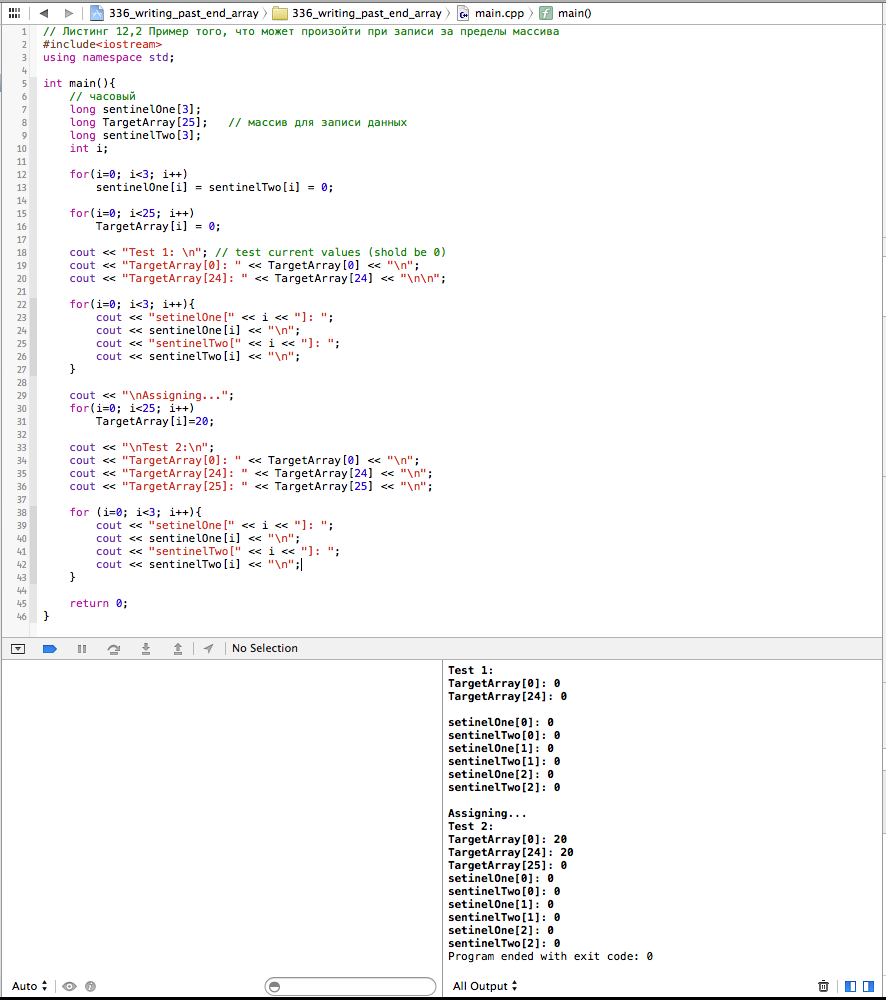 336_writing_past_end_array 336_writing_past_end_array main.cpp main()
1 // Листинг 12,2 Пример того, что может произойти при записи за пределы массива
2 #include<iostream>
3 using namespace std;
4
5 int main(){
6 // часовый
7 long sentinelOne[3];
8 long TargetArray[25]; // массив для записи данных
9 long sentinelTwo[3];
10 int i;
11
12 for(i=0; i<3; i++)
13 sentinelOne[i] = sentinelTwo[i] = 0;
14
15 for(i=0; i<25; i++)
16 TargetArray[i] = 0;
17
18 cout << "Test 1: \n"; // test current values (shold be 0)
19 cout << "TargetArray[0]: " << TargetArray[0] << "\n";
20 cout << "TargetArray[24]: " << TargetArray[24] << "\n\n";
21
22 for(i=0; i<3; i++){
23 cout << "setinelOne[" << i << "]: ";
24 cout << sentinelOne[i] << "\n";
25 cout << "sentinelTwo[" << i << "]: ";
26 cout << sentinelTwo[i] << "\n";
27 }
28
29 cout << "\nAssigning...";
30 for(i=0; i<25; i++)
31 TargetArray[i]=20;
32
33 cout << "\nTest 2:\n";
34 cout << "TargetArray[0]: " << TargetArray[0] << "\n";
35 cout << "TargetArray[24]: " << TargetArray[24] << "\n";
36 cout << "TargetArray[25]: " << TargetArray[25] << "\n";
37
38 for (i=0; i<3; i++){
39 cout << "setinelOne[" << i << "]: ";
40 cout << sentinelOne[i] << "\n";
41 cout << "sentinelTwo[" << i << "]: ";
42 cout << sentinelTwo[i] << "\n";
43 }
44
45 return 0;
46 }
No Selection
Test 1:
TargetArray[0]: 0
TargetArray[24]: 0
setinelOne[0]: 0
sentinelTwo[0]: 0
setinelOne[1]: 0
sentinelTwo[1]: 0
setinelOne[2]: 0
sentinelTwo[2]: 0
Assigning...
Test 2:
TargetArray[0]: 20
TargetArray[24]: 20
TargetArray[25]: 0
setinelOne[0]: 0
sentinelTwo[0]: 0
setinelOne[1]: 0
sentinelTwo[1]: 0
setinelOne[2]: 0
sentinelTwo[2]: 0
Program ended with exit code: 0
Auto
All Output